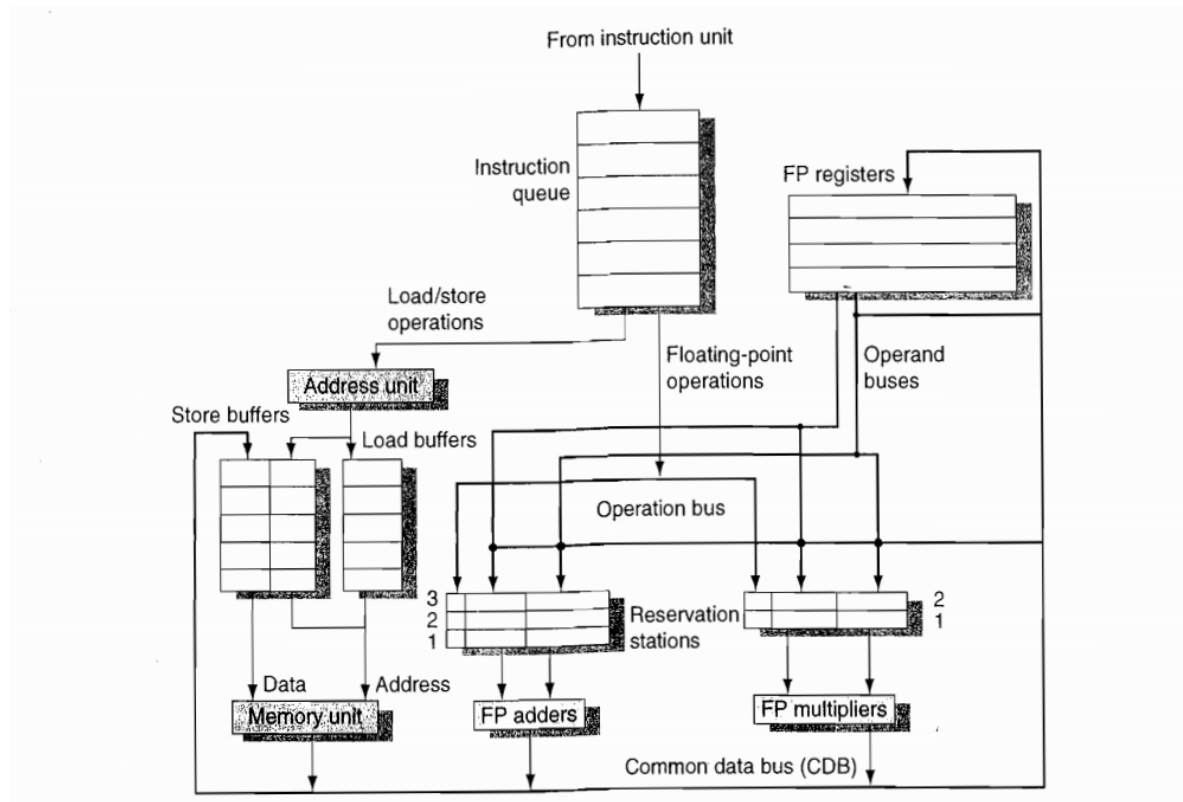 From instruction unit
Instruction
queue
FP registers
Load/store
operations
Floating-point
operations
Operand
buses
Address unit
Store buffers
Load buffers
Operation bus
3
2
1
Reservation
stations
2
1
Data
Address
Memory unit
FP adders
FP multipliers
Common data bus (CDB)